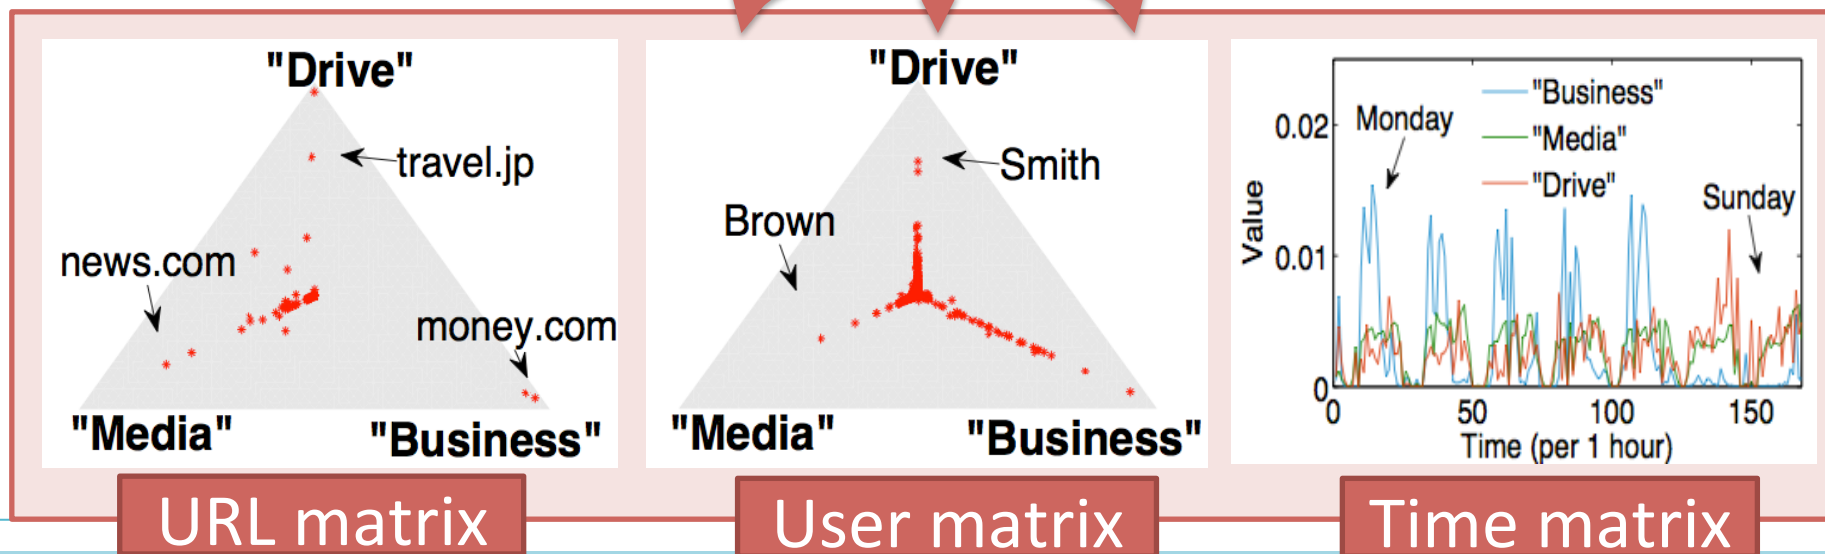 "Drive"
travel.jp
news.com
money.com
"Media"
"Business"
URL matrix
"Drive"
Smith
Brown
"Media"
"Business"
User matrix
"Business"
"Media"
"Drive"
Monday
Sunday
Value
0.02
0.01
0
0 50 100 150
Time (per 1 hour)
Time matrix